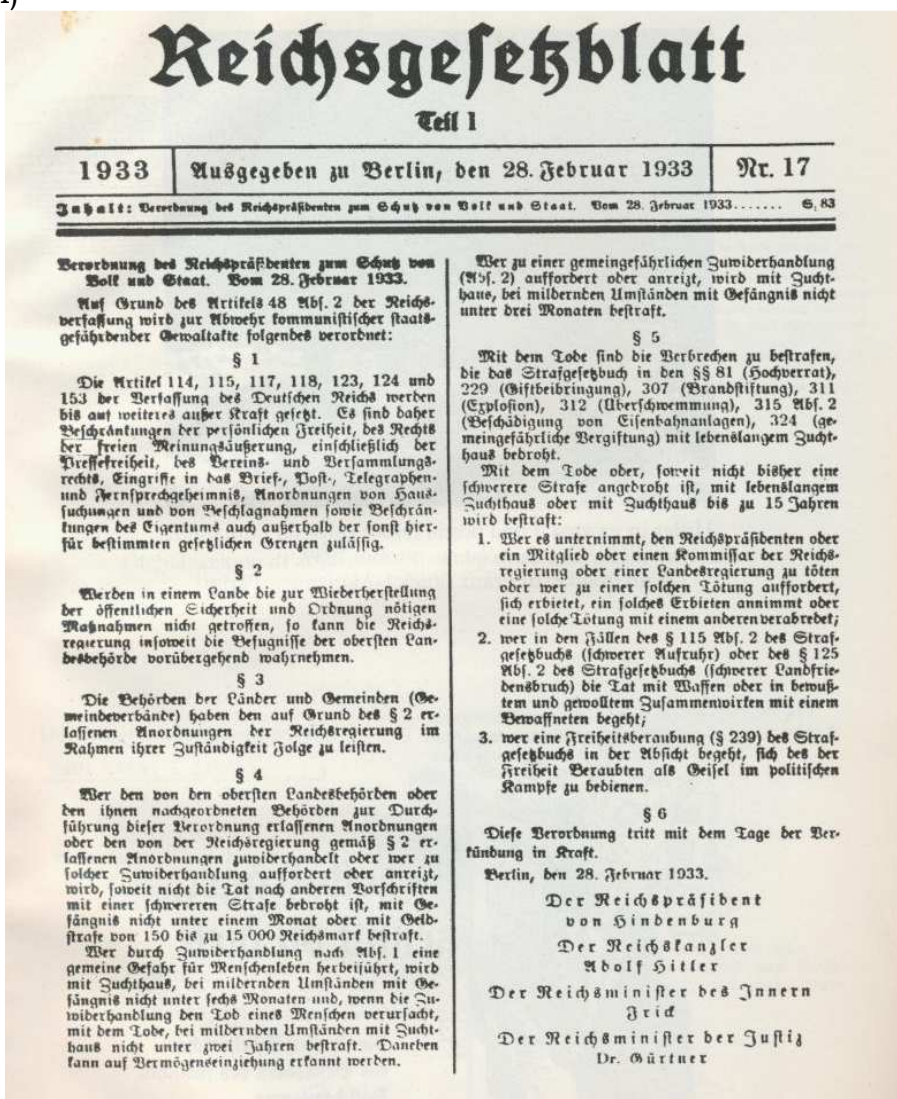 Reichsgesetzblatt
Teil I
1933
Ausgegeben zu Berlin, den 28. Februar 1933
Nr. 17
Inhalt: Verordnung des Reichspräsidenten zum Schutz von Volk und Staat. Vom 28. Februar 1933....... S. 83
Verordnung des Reichspräsidenten zum Schutz von
Volk und Staat. Vom 28. Februar 1933.
Auf Grund des Artikels 48 Abs. 2 der Reichs-
verfassung wird zur Abwehr kommunistischer staats-
gefährdender Gewaltakte folgendes verordnet:
§ 1
Die Artikel 114, 115, 117, 118, 123, 124 und
153 der Verfassung des Deutschen Reichs werden
bis auf weiteres außer Kraft gesetzt. Es sind daher
Beschränkungen der persönlichen Freiheit, des Rechts
der freien Meinungsäußerung, einschließlich der
Pressefreiheit, des Vereins- und Versammlungs-
rechts, Eingriffe in das Brief-, Post-, Telegraphen-
und Fernsprechgeheimnis, Anordnungen von Haus-
suchungen und von Beschlagnahmen sowie Beschrän-
kungen des Eigentums auch außerhalb der sonst hier-
für bestimmten gesetzlichen Grenzen zulässig.
§ 2
Werden in einem Lande die zur Wiederherstellung
der öffentlichen Sicherheit und Ordnung nötigen
Maßnahmen nicht getroffen, so kann die Reichs-
regierung insoweit die Befugnisse der obersten Lan-
desbehörde vorübergehend wahrnehmen.
§ 3
Die Behörden der Länder und Gemeinden (Ge-
meindeverbände) haben den auf Grund des § 2 er-
lassenen Anordnungen der Reichsregierung im
Rahmen ihrer Zuständigkeit Folge zu leisten.
§ 4
Wer den von den obersten Landesbehörden oder
den ihnen nachgeordneten Behörden zur Durch-
führung dieser Verordnung erlassenen Anordnungen
oder den von der Reichsregierung gemäß § 2 er-
lassenen Anordnungen zuwiderhandelt oder wer zu
solcher Zuwiderhandlung auffordert oder anreizt,
wird, soweit nicht die Tat nach anderen Vorschriften
mit einer schwereren Strafe bedroht ist, mit Ge-
fängnis nicht unter einem Monat oder mit Geld-
strafe von 150 bis zu 15 000 Reichsmark bestraft.
Wer durch Zuwiderhandlung nach Abs. 1 eine
gemeine Gefahr für Menschenleben herbeiführt, wird
mit Zuchthaus, bei mildernden Umständen mit Ge-
fängnis nicht unter sechs Monaten und, wenn die Zu-
widerhandlung den Tod eines Menschen verursacht,
mit dem Tode, bei mildernden Umständen mit Zucht-
haus nicht unter zwei Jahren bestraft. Daneben
kann auf Vermögenseinziehung erkannt werden.
Wer zu einer gemeingefährlichen Zuwiderhandlung
(Abs. 2) auffordert oder anreizt, wird mit Zucht-
haus, bei mildernden Umständen mit Gefängnis nicht
unter drei Monaten bestraft.
§ 5
Mit dem Tode sind die Verbrechen zu bestrafen,
die das Strafgesetzbuch in den §§ 81 (Hochverrat),
229 (Giftbeibringung), 307 (Brandstiftung), 311
(Explosion), 312 (Überschwemmung), 315 Abs. 2
(Beschädigung von Eisenbahnanlagen), 324 (ge-
meingefährliche Vergiftung) mit lebenslangem Zucht-
haus bedroht.
Mit dem Tode oder, soweit nicht bisher eine
schwerere Strafe angedroht ist, mit lebenslangem
Zuchthaus oder mit Zuchthaus bis zu 15 Jahren
wird bestraft:
1. Wer es unternimmt, den Reichspräsidenten oder
ein Mitglied oder einen Kommissar der Reichs-
regierung oder einer Landesregierung zu töten
oder wer zu einer solchen Tötung auffordert,
sich erbietet, ein solches Erbieten annimmt oder
eine solche Tötung mit einem anderen verabredet;
2. wer in den Fällen des § 115 Abs. 2 des Straf-
gesetzbuchs (schwerer Aufruhr) oder des § 125
Abs. 2 des Strafgesetzbuchs (schwerer Landfrie-
densbruch) die Tat mit Waffen oder in bewuß-
tem und gewolltem Zusammenwirken mit einem
Bewaffneten begeht;
3. wer eine Freiheitsberaubung (§ 239) des Straf-
gesetzbuchs in der Absicht begeht, sich des der
Freiheit Beraubten als Geisel im politischen
Kampfe zu bedienen.
§ 6
Diese Verordnung tritt mit dem Tage der Ver-
kündung in Kraft.
Berlin, den 28. Februar 1933.
Der Reichspräsident
von Hindenburg
Der Reichskanzler
Adolf Hitler
Der Reichsminister des Innern
Frick
Der Reichsminister der Justiz
Dr. Gürtner